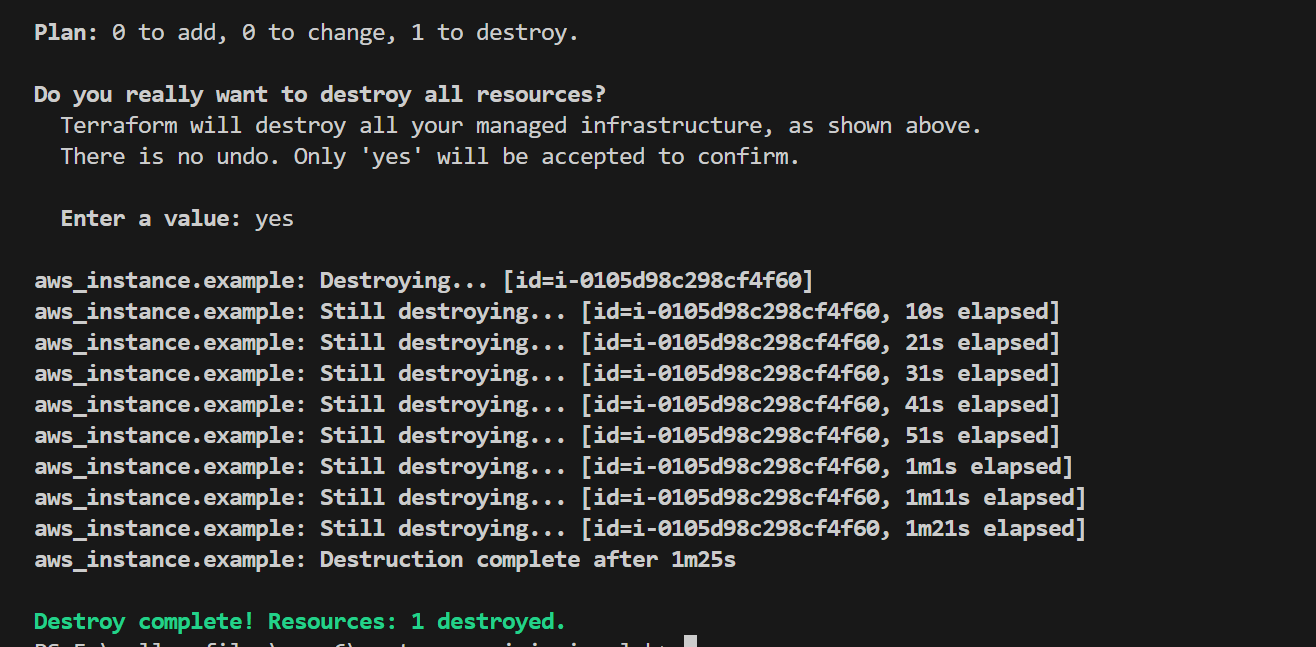 Plan: 0 to add, 0 to change, 1 to destroy.
Do you really want to destroy all resources?
Terraform will destroy all your managed infrastructure, as shown above.
There is no undo. Only 'yes' will be accepted to confirm.
Enter a value: yes
aws_instance.example: Destroying... [id=i-0105d98c298cf4f60]
aws_instance.example: Still destroying... [id=i-0105d98c298cf4f60, 10s elapsed]
aws_instance.example: Still destroying... [id=i-0105d98c298cf4f60, 21s elapsed]
aws_instance.example: Still destroying... [id=i-0105d98c298cf4f60, 31s elapsed]
aws_instance.example: Still destroying... [id=i-0105d98c298cf4f60, 41s elapsed]
aws_instance.example: Still destroying... [id=i-0105d98c298cf4f60, 51s elapsed]
aws_instance.example: Still destroying... [id=i-0105d98c298cf4f60, 1m1s elapsed]
aws_instance.example: Still destroying... [id=i-0105d98c298cf4f60, 1m11s elapsed]
aws_instance.example: Still destroying... [id=i-0105d98c298cf4f60, 1m21s elapsed]
aws_instance.example: Destruction complete after 1m25s
Destroy complete! Resources: 1 destroyed.